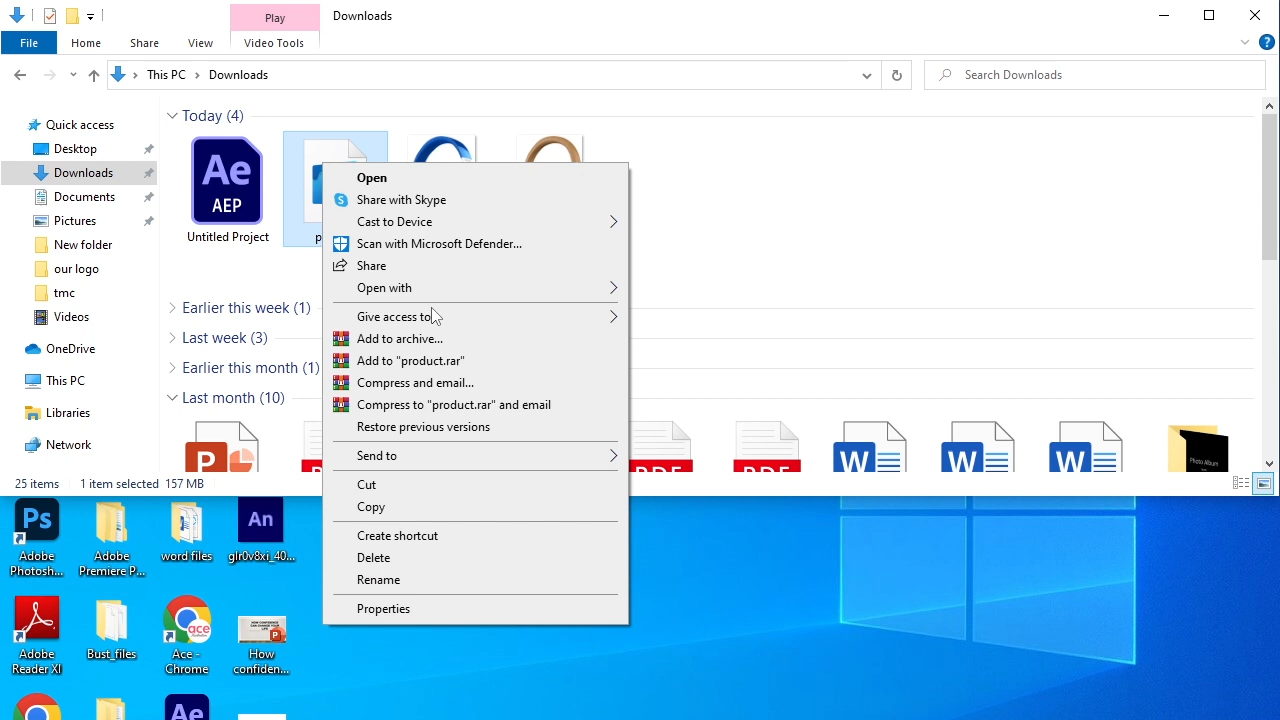 Play
Downloads
File
Home
Share
View
Video Tools
This PC
Downloads
Search Downloads
Quick access
Desktop
Downloads
Documents
Pictures
New folder
our logo
tmc
Videos
OneDrive
This PC
Libraries
Network
Today (4)
Ae
AEP
Untitled Project
p
Earlier this week (1)
Last week (3)
Earlier this month (1)
Last month (10)
P
PDF
PDF
W
W
W
Photo Album
Open
Share with Skype
Cast to Device
Scan with Microsoft Defender...
Share
Open with
Give access to
Add to archive...
Add to "product.rar"
Compress and email...
Compress to "product.rar" and email
Restore previous versions
Send to
Cut
Copy
Create shortcut
Delete
Rename
Properties
25 items
1 item selected 157 MB
Ps
An
Adobe Photosh...
Adobe Premiere P...
word files
glr0v8xi_40...
ace
Adobe Reader XI
Bust_files
Ace - Chrome
How confiden...
Ae